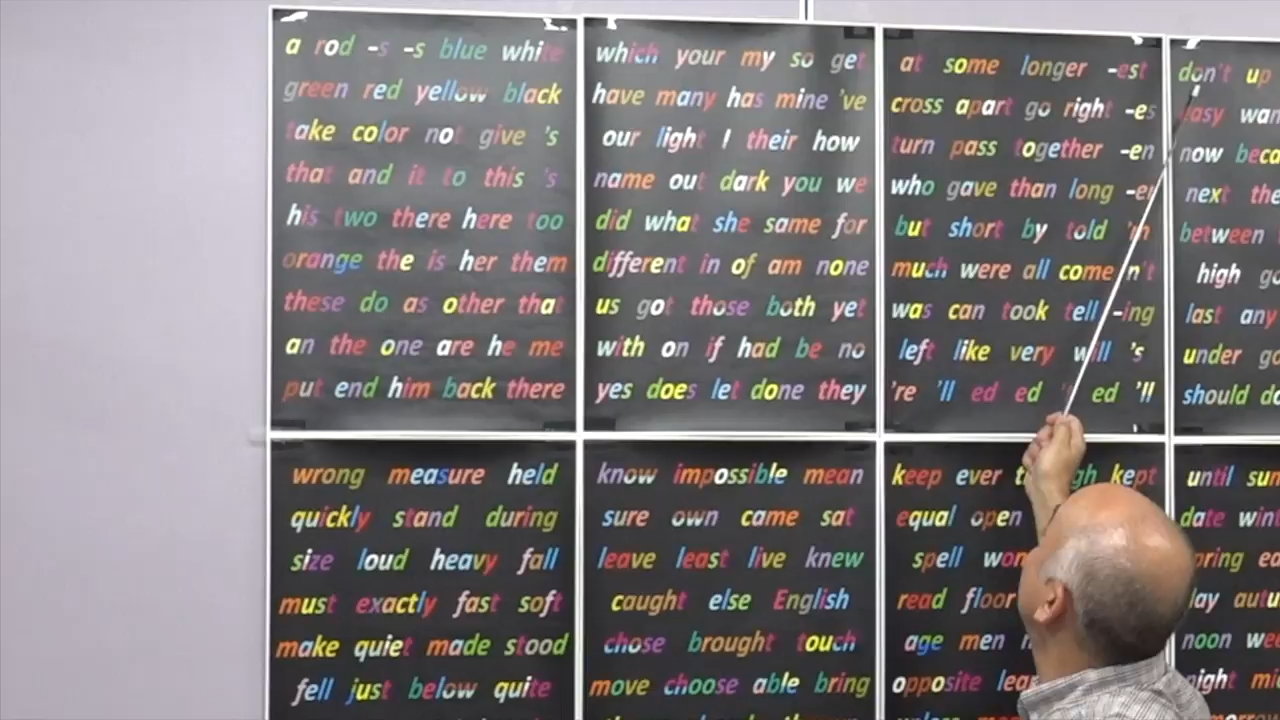 a rod -s -s blue white
green red yellow black
take color not give 's
that and it to this 's
his two there here too
orange the is her them
these do as other that
an the one are he me
put end him back there
which your my so get
have many has mine 've
our light I their how
name out dark you we
did what she same for
different in of am none
us got those both yet
with on if had be no
yes does let done they
at some longer -est
cross apart go right -es
turn pass together -en
who gave than long -er
but short by told 'm
much were all come n't
was can took tell -ing
left like very will 's
're 'll ed ed ed 'll
don't up
easy
now
next
between
high
last any
under
should
wrong measure held
quickly stand during
size loud heavy fall
must exactly fast soft
make quiet made stood
fell just below quite
know impossible mean
sure own came sat
leave least live knew
caught else English
chose brought touch
move choose able bring
keep ever kept
equal open
spell
read floor
age men
opposite
until
date
noon